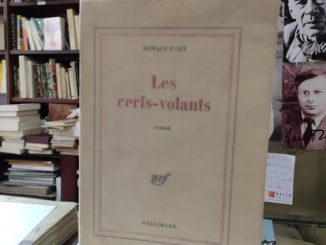 ROMAIN GARY
Les
cerfs-volants
roman
nrf
GALLIMARD